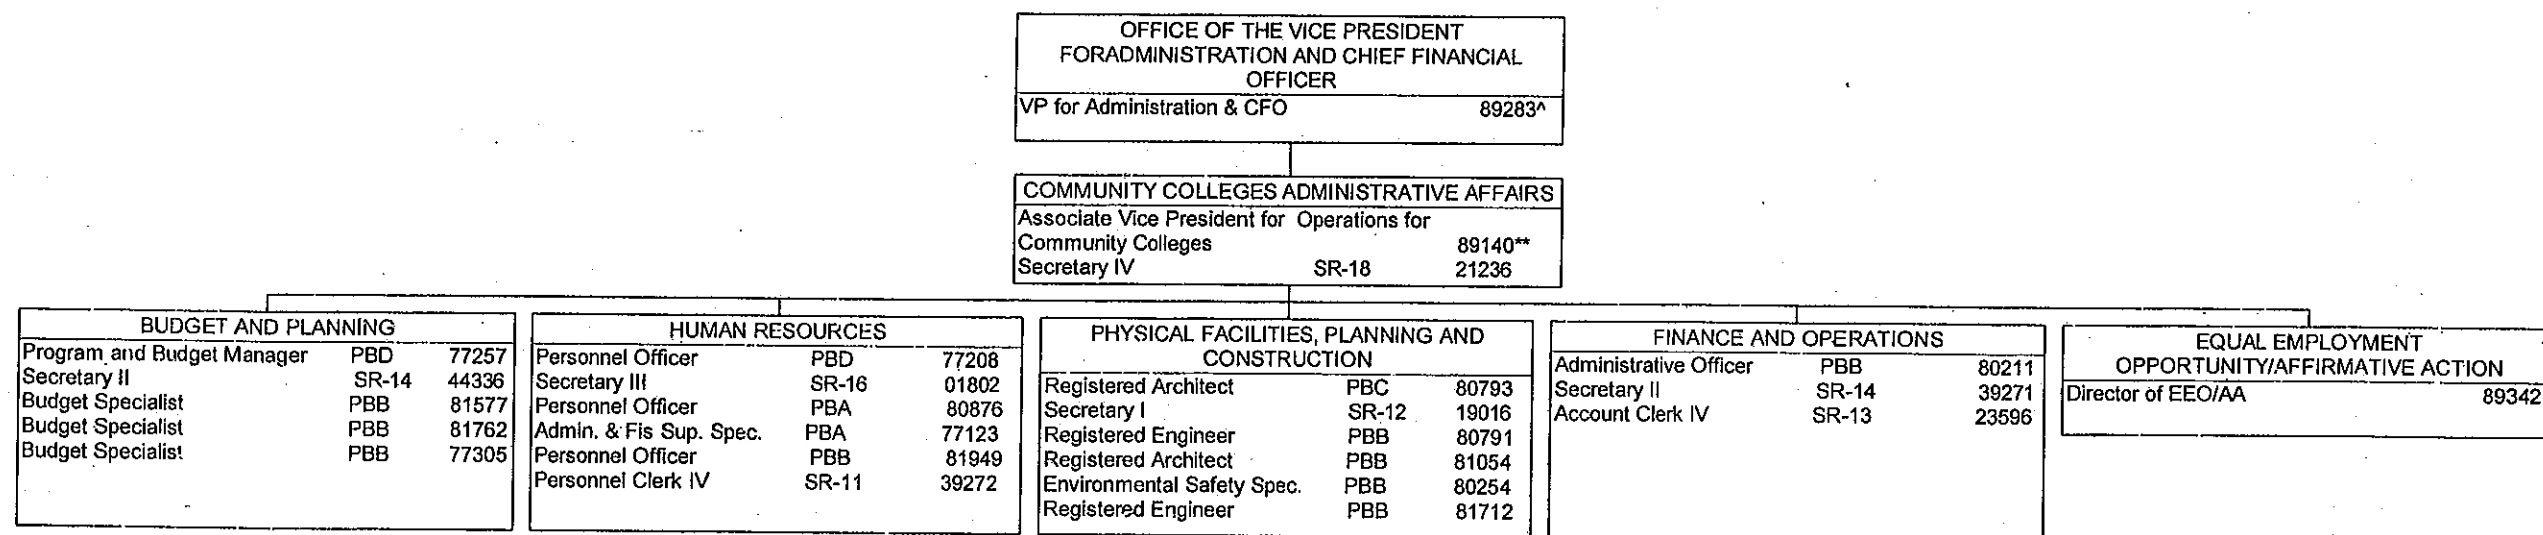 OFFICE OF THE VICE PRESIDENT
FORADMINISTRATION AND CHIEF FINANCIAL
OFFICER
VP for Administration & CFO 89283^
COMMUNITY COLLEGES ADMINISTRATIVE AFFAIRS
Associate Vice President for Operations for
Community Colleges 89140**
Secretary IV SR-18 21236
BUDGET AND PLANNING
Program and Budget Manager PBD 77257
Secretary II SR-14 44336
Budget Specialist PBB 81577
Budget Specialist PBB 81762
Budget Specialist PBB 77305
HUMAN RESOURCES
Personnel Officer PBD 77208
Secretary III SR-16 01802
Personnel Officer PBA 80876
Admin. & Fis Sup. Spec. PBA 77123
Personnel Officer PBB 81949
Personnel Clerk IV SR-11 39272
PHYSICAL FACILITIES, PLANNING AND
CONSTRUCTION
Registered Architect PBC 80793
Secretary I SR-12 19016
Registered Engineer PBB 80791
Registered Architect PBB 81054
Environmental Safety Spec. PBB 80254
Registered Engineer PBB 81712
FINANCE AND OPERATIONS
Administrative Officer PBB 80211
Secretary II SR-14 39271
Account Clerk IV SR-13 23596
EQUAL EMPLOYMENT
OPPORTUNITY/AFFIRMATIVE ACTION
Director of EEO/AA 89342